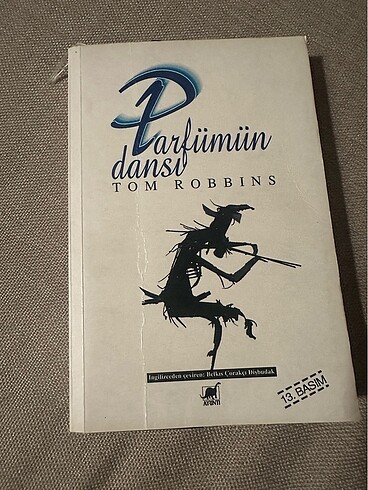 Parfümün
dansı
TOM ROBBINS
İngilizceden çeviren: Belkıs Çorakçı Dişbudak
AYRINTI
13. BASIM